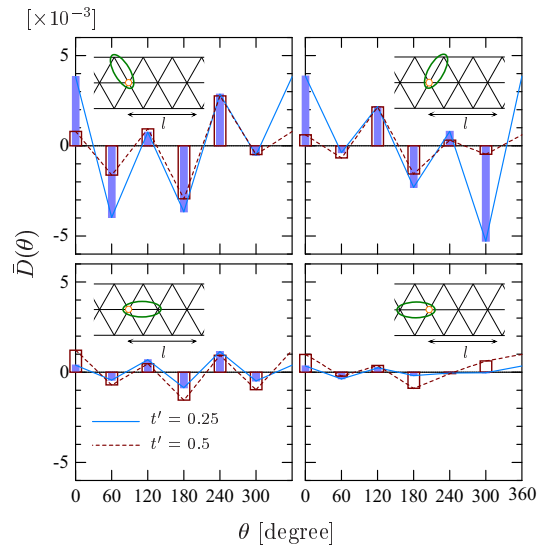 [×10⁻³]
5
0
-5
l
l
D̄(θ)
5
0
-5
l
l
t′ = 0.25
t′ = 0.5
0 60 120 180 240 300 0 60 120 180 240 300 360
θ [degree]